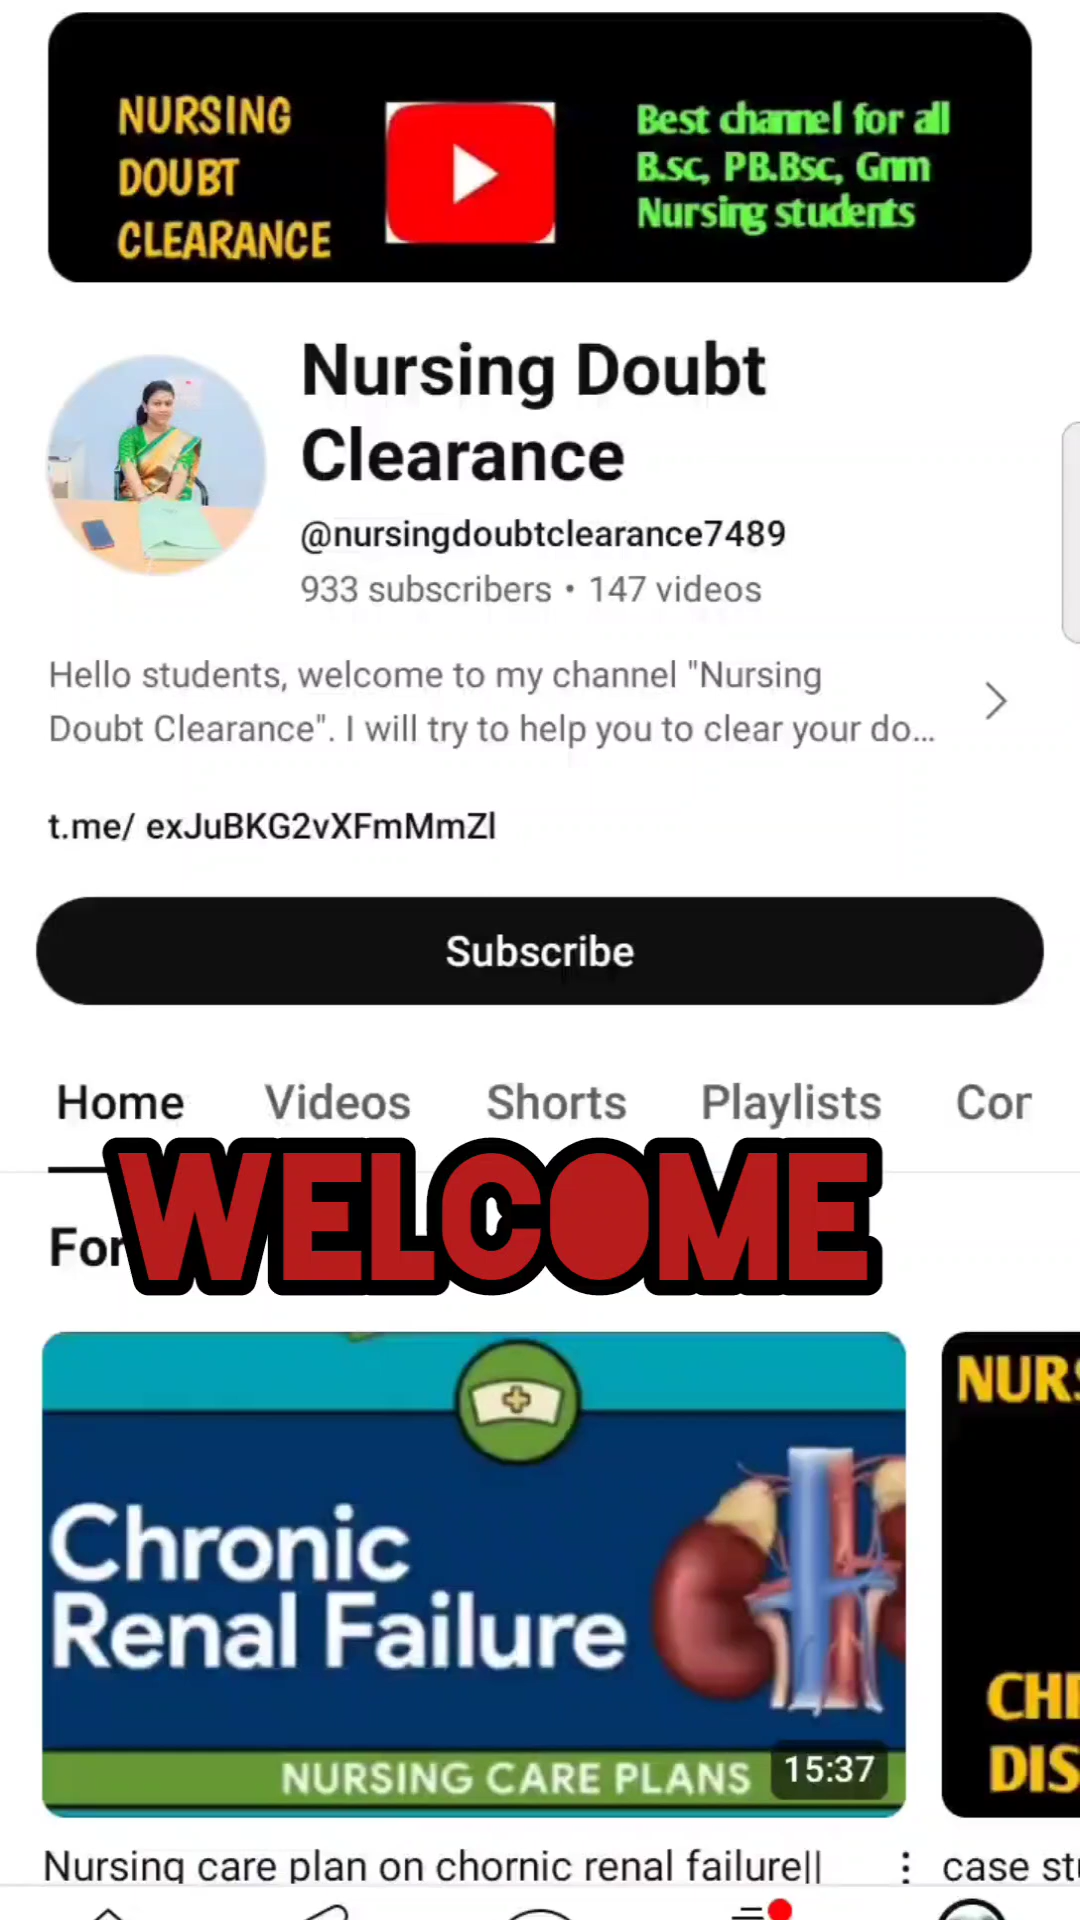 NURSING
DOUBT
CLEARANCE
Best channel for all
B.sc, PB.Bsc, Gnm
Nursing students
Nursing Doubt
Clearance
@nursingdoubtclearance7489
933 subscribers • 147 videos
Hello students, welcome to my channel "Nursing
Doubt Clearance". I will try to help you to clear your do...
t.me/ exJuBKG2vXFmMmZl
Subscribe
Home Videos Shorts Playlists Cor
WELCOME
For
Chronic
Renal Failure
NURSING CARE PLANS
15:37
NURS
CHR
DIS
Nursing care plan on chornic renal failure||
case stu